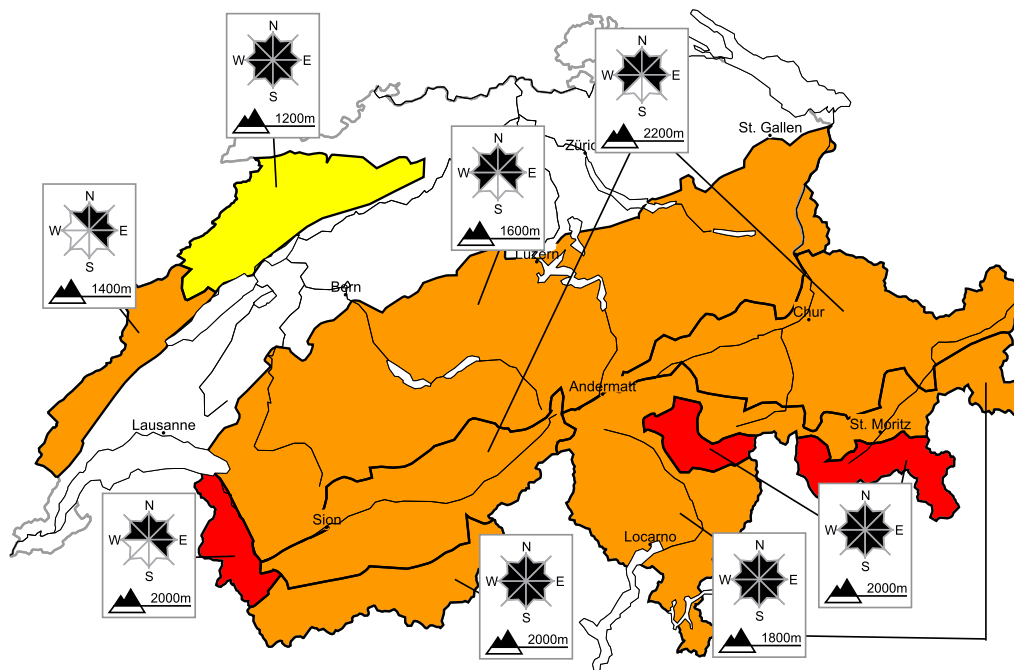 N
W E
S
1200m
N
W E
S
2200m
St. Gallen
N
W E
S
1600m
Züri
N
W E
S
1400m
Luzern
Bern
Chur
Andermatt
Lausanne
St. Moritz
N
W E
S
2000m
Sion
Locarno
N
W E
S
2000m
N
W E
S
1800m
N
W E
S
2000m